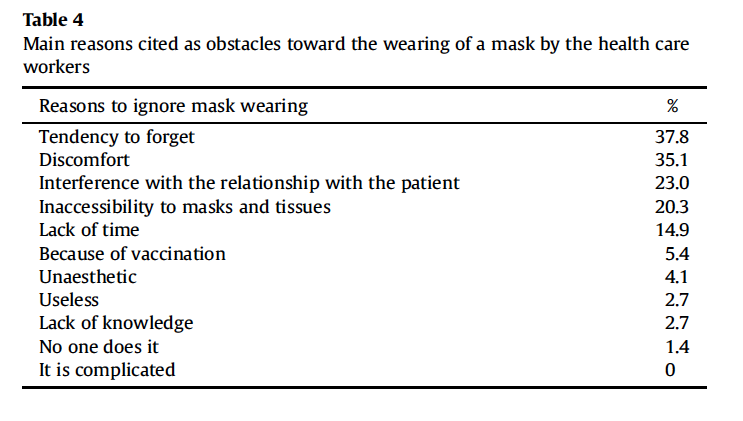 Table 4
Main reasons cited as obstacles toward the wearing of a mask by the health care
workers
Reasons to ignore mask wearing %
Tendency to forget 37.8
Discomfort 35.1
Interference with the relationship with the patient 23.0
Inaccessibility to masks and tissues 20.3
Lack of time 14.9
Because of vaccination 5.4
Unaesthetic 4.1
Useless 2.7
Lack of knowledge 2.7
No one does it 1.4
It is complicated 0